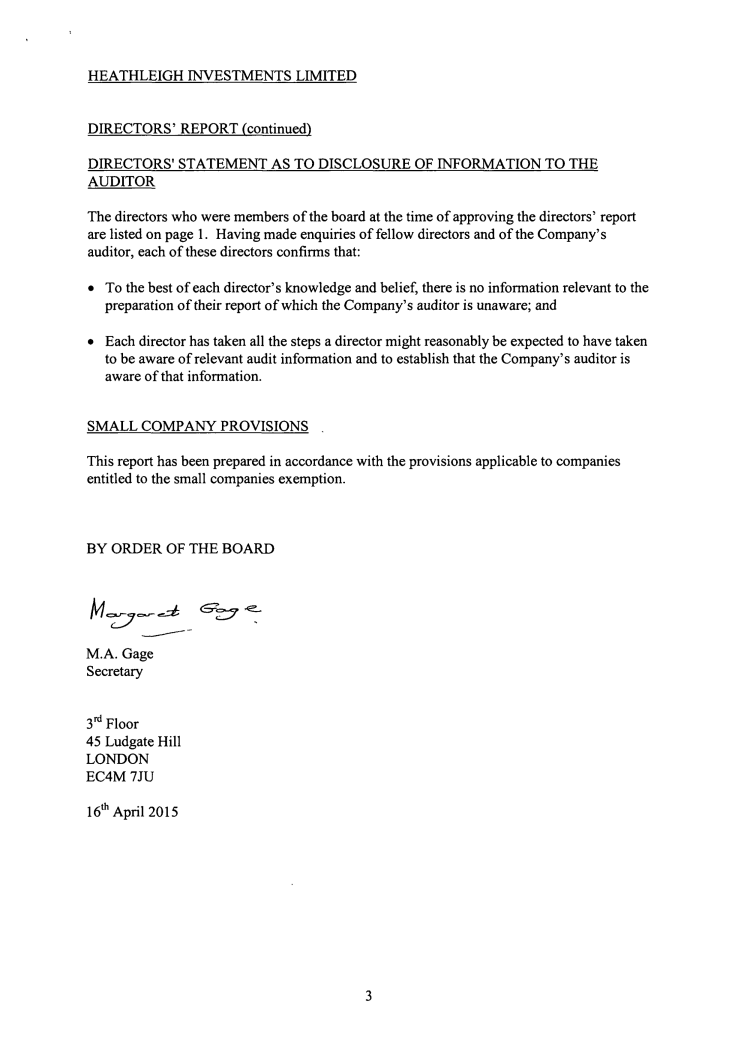 HEATHLEIGH INVESTMENTS LIMITED
DIRECTORS' REPORT (continued)
DIRECTORS' STATEMENT AS TO DISCLOSURE OF INFORMATION TO THE
AUDITOR
The directors who were members of the board at the time of approving the directors' report
are listed on page 1. Having made enquiries of fellow directors and of the Company's
auditor, each of these directors confirms that:
• To the best of each director's knowledge and belief, there is no information relevant to the
preparation of their report of which the Company's auditor is unaware; and
• Each director has taken all the steps a director might reasonably be expected to have taken
to be aware of relevant audit information and to establish that the Company's auditor is
aware of that information.
SMALL COMPANY PROVISIONS
This report has been prepared in accordance with the provisions applicable to companies
entitled to the small companies exemption.
BY ORDER OF THE BOARD
Margaret Gage
M.A. Gage
Secretary
3rd Floor
45 Ludgate Hill
LONDON
EC4M 7JU
16th April 2015
3